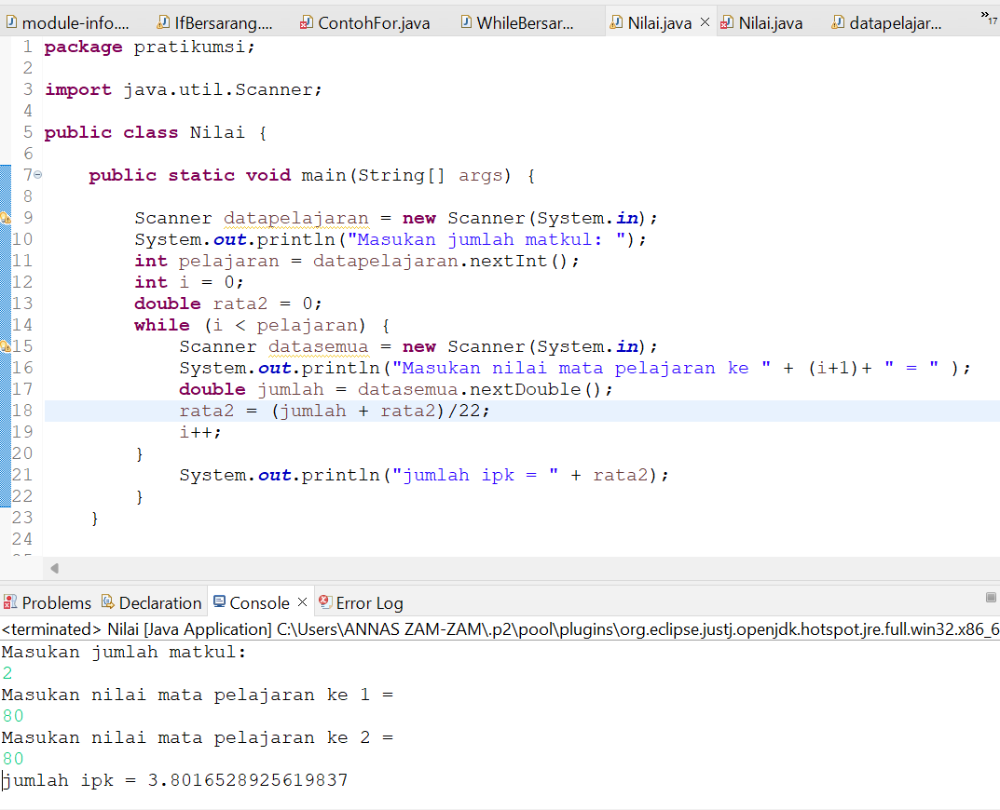 module-info.... IfBersarang.... ContohFor.java WhileBersar... Nilai.java Nilai.java datapelajar... »17
1 package pratikumsi;
2
3 import java.util.Scanner;
4
5 public class Nilai {
6
7 public static void main(String[] args) {
8
9 Scanner datapelajaran = new Scanner(System.in);
10 System.out.println("Masukan jumlah matkul: ");
11 int pelajaran = datapelajaran.nextInt();
12 int i = 0;
13 double rata2 = 0;
14 while (i < pelajaran) {
15 Scanner datasemua = new Scanner(System.in);
16 System.out.println("Masukan nilai mata pelajaran ke " + (i+1)+ " = " );
17 double jumlah = datasemua.nextDouble();
18 rata2 = (jumlah + rata2)/22;
19 i++;
20 }
21 System.out.println("jumlah ipk = " + rata2);
22 }
23 }
24
Problems Declaration Console Error Log
<terminated> Nilai [Java Application] C:\Users\ANNAS ZAM-ZAM\.p2\pool\plugins\org.eclipse.justj.openjdk.hotspot.jre.full.win32.x86_6
Masukan jumlah matkul:
2
Masukan nilai mata pelajaran ke 1 =
80
Masukan nilai mata pelajaran ke 2 =
80
jumlah ipk = 3.8016528925619837